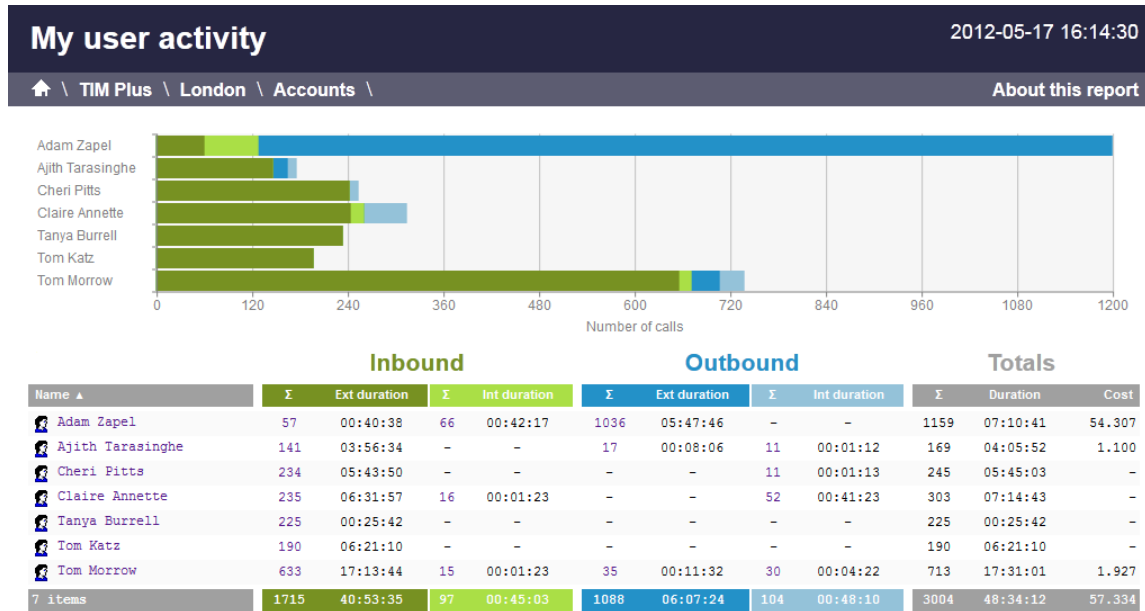 My user activity 2012-05-17 16:14:30
\ TIM Plus \ London \ Accounts \ About this report
Adam Zapel
Ajith Tarasinghe
Cheri Pitts
Claire Annette
Tanya Burrell
Tom Katz
Tom Morrow
0 120 240 360 480 600 720 840 960 1080 1200
Number of calls
Inbound Outbound Totals
Name ▲ Σ Ext duration Σ Int duration Σ Ext duration Σ Int duration Σ Duration Cost
Adam Zapel 57 00:40:38 66 00:42:17 1036 05:47:46 - - 1159 07:10:41 54.307
Ajith Tarasinghe 141 03:56:34 - - 17 00:08:06 11 00:01:12 169 04:05:52 1.100
Cheri Pitts 234 05:43:50 - - - - 11 00:01:13 245 05:45:03 -
Claire Annette 235 06:31:57 16 00:01:23 - - 52 00:41:23 303 07:14:43 -
Tanya Burrell 225 00:25:42 - - - - - - 225 00:25:42 -
Tom Katz 190 06:21:10 - - - - - - 190 06:21:10 -
Tom Morrow 633 17:13:44 15 00:01:23 35 00:11:32 30 00:04:22 713 17:31:01 1.927
7 items 1715 40:53:35 97 00:45:03 1088 06:07:24 104 00:48:10 3004 48:34:12 57.334